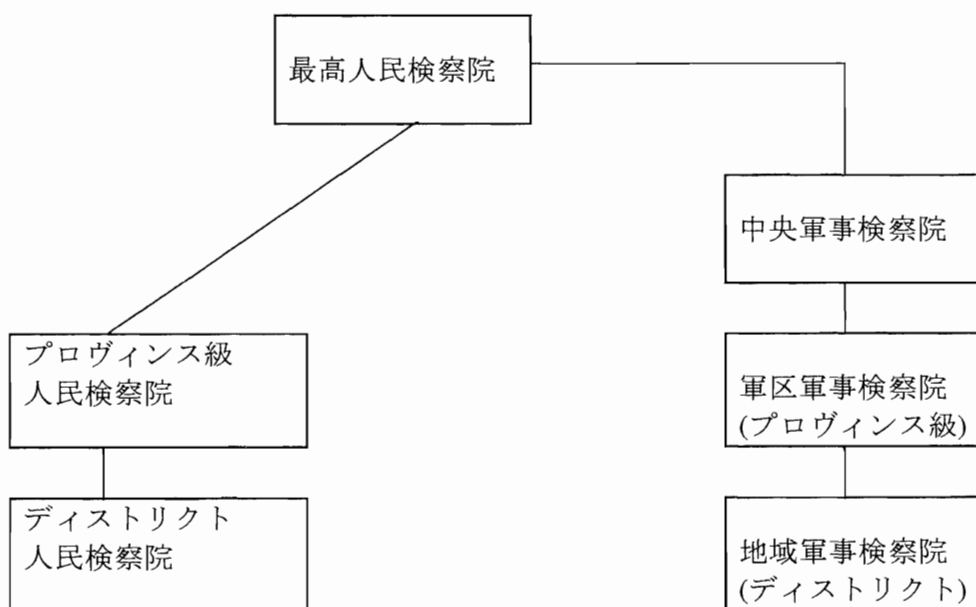 最高人民検察院
中央軍事検察院
プロヴィンス級
人民検察院
軍区軍事検察院
(プロヴィンス級)
ディストリクト
人民検察院
地域軍事検察院
(ディストリクト)